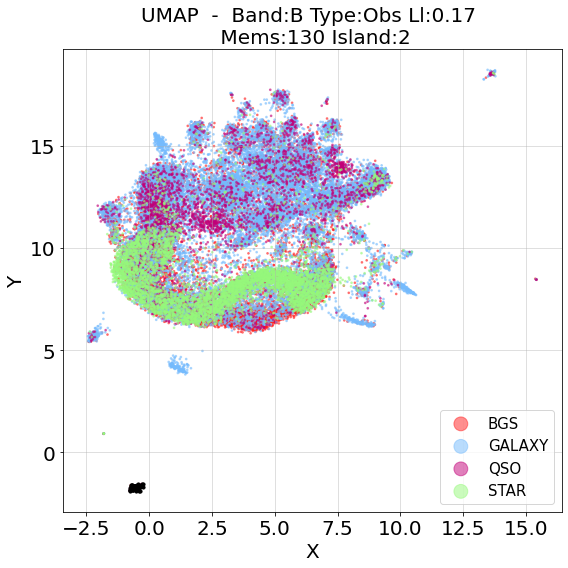 UMAP  -  Band:B Type:Obs Ll:0.17
Mems:130 Island:2
Y
15
10
5
0
−2.5 0.0 2.5 5.0 7.5 10.0 12.5 15.0
X
BGS
GALAXY
QSO
STAR